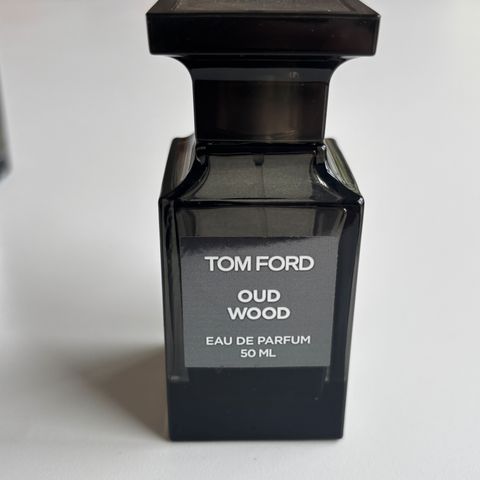 TOM FORD
OUD
WOOD
EAU DE PARFUM
50 ML